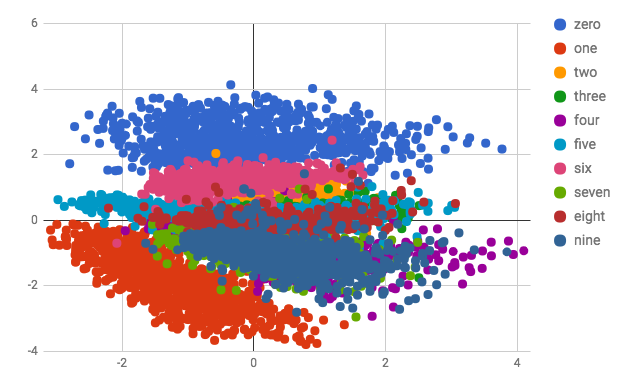 6
4
2
0
-2
-4
-2 0 2 4
zero
one
two
three
four
five
six
seven
eight
nine